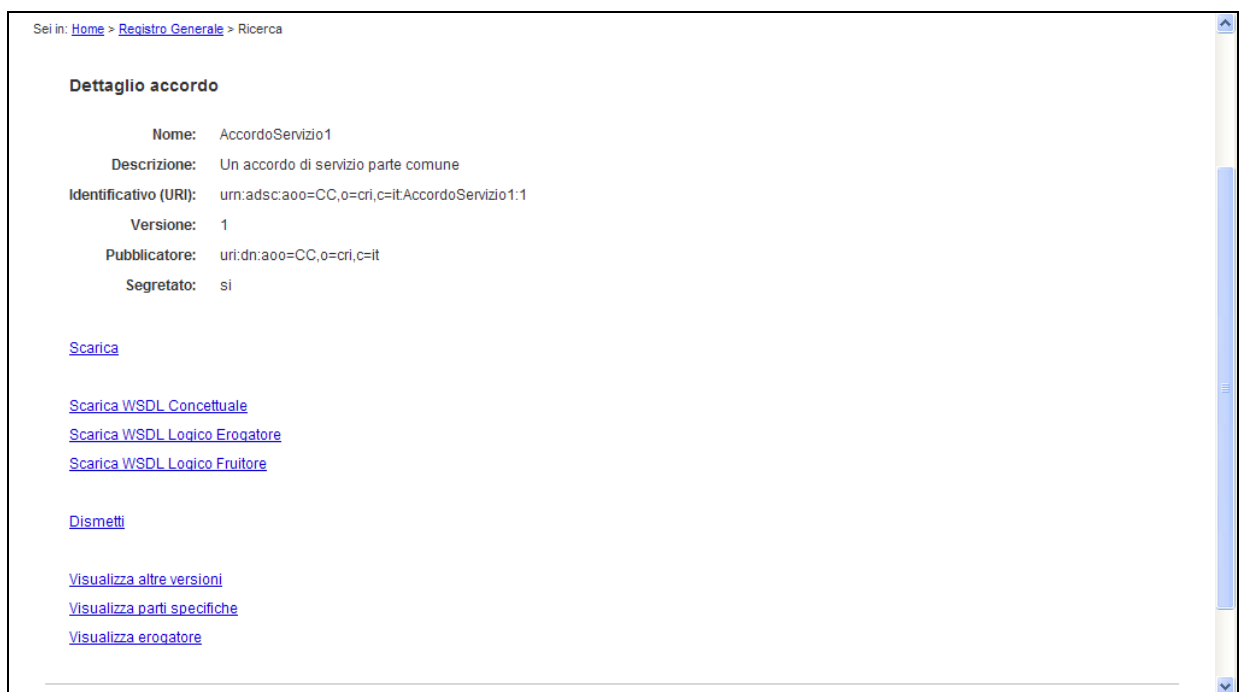 Sei in: Home > Registro Generale > Ricerca
Dettaglio accordo
Nome: AccordoServizio1
Descrizione: Un accordo di servizio parte comune
Identificativo (URI): urn:adsc:aoo=CC,o=cri,c=it:AccordoServizio1:1
Versione: 1
Pubblicatore: uri:dn:aoo=CC,o=cri,c=it
Segretato: si
Scarica
Scarica WSDL Concettuale
Scarica WSDL Logico Erogatore
Scarica WSDL Logico Fruitore
Dismetti
Visualizza altre versioni
Visualizza parti specifiche
Visualizza erogatore